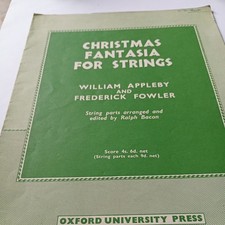 CHRISTMAS
FANTASIA
FOR STRINGS
WILLIAM APPLEBY
AND
FREDERICK FOWLER
String parts arranged and
edited by Ralph Bacon
Score 4s. 6d. net
(String parts each 9d. net)
OXFORD UNIVERSITY PRESS